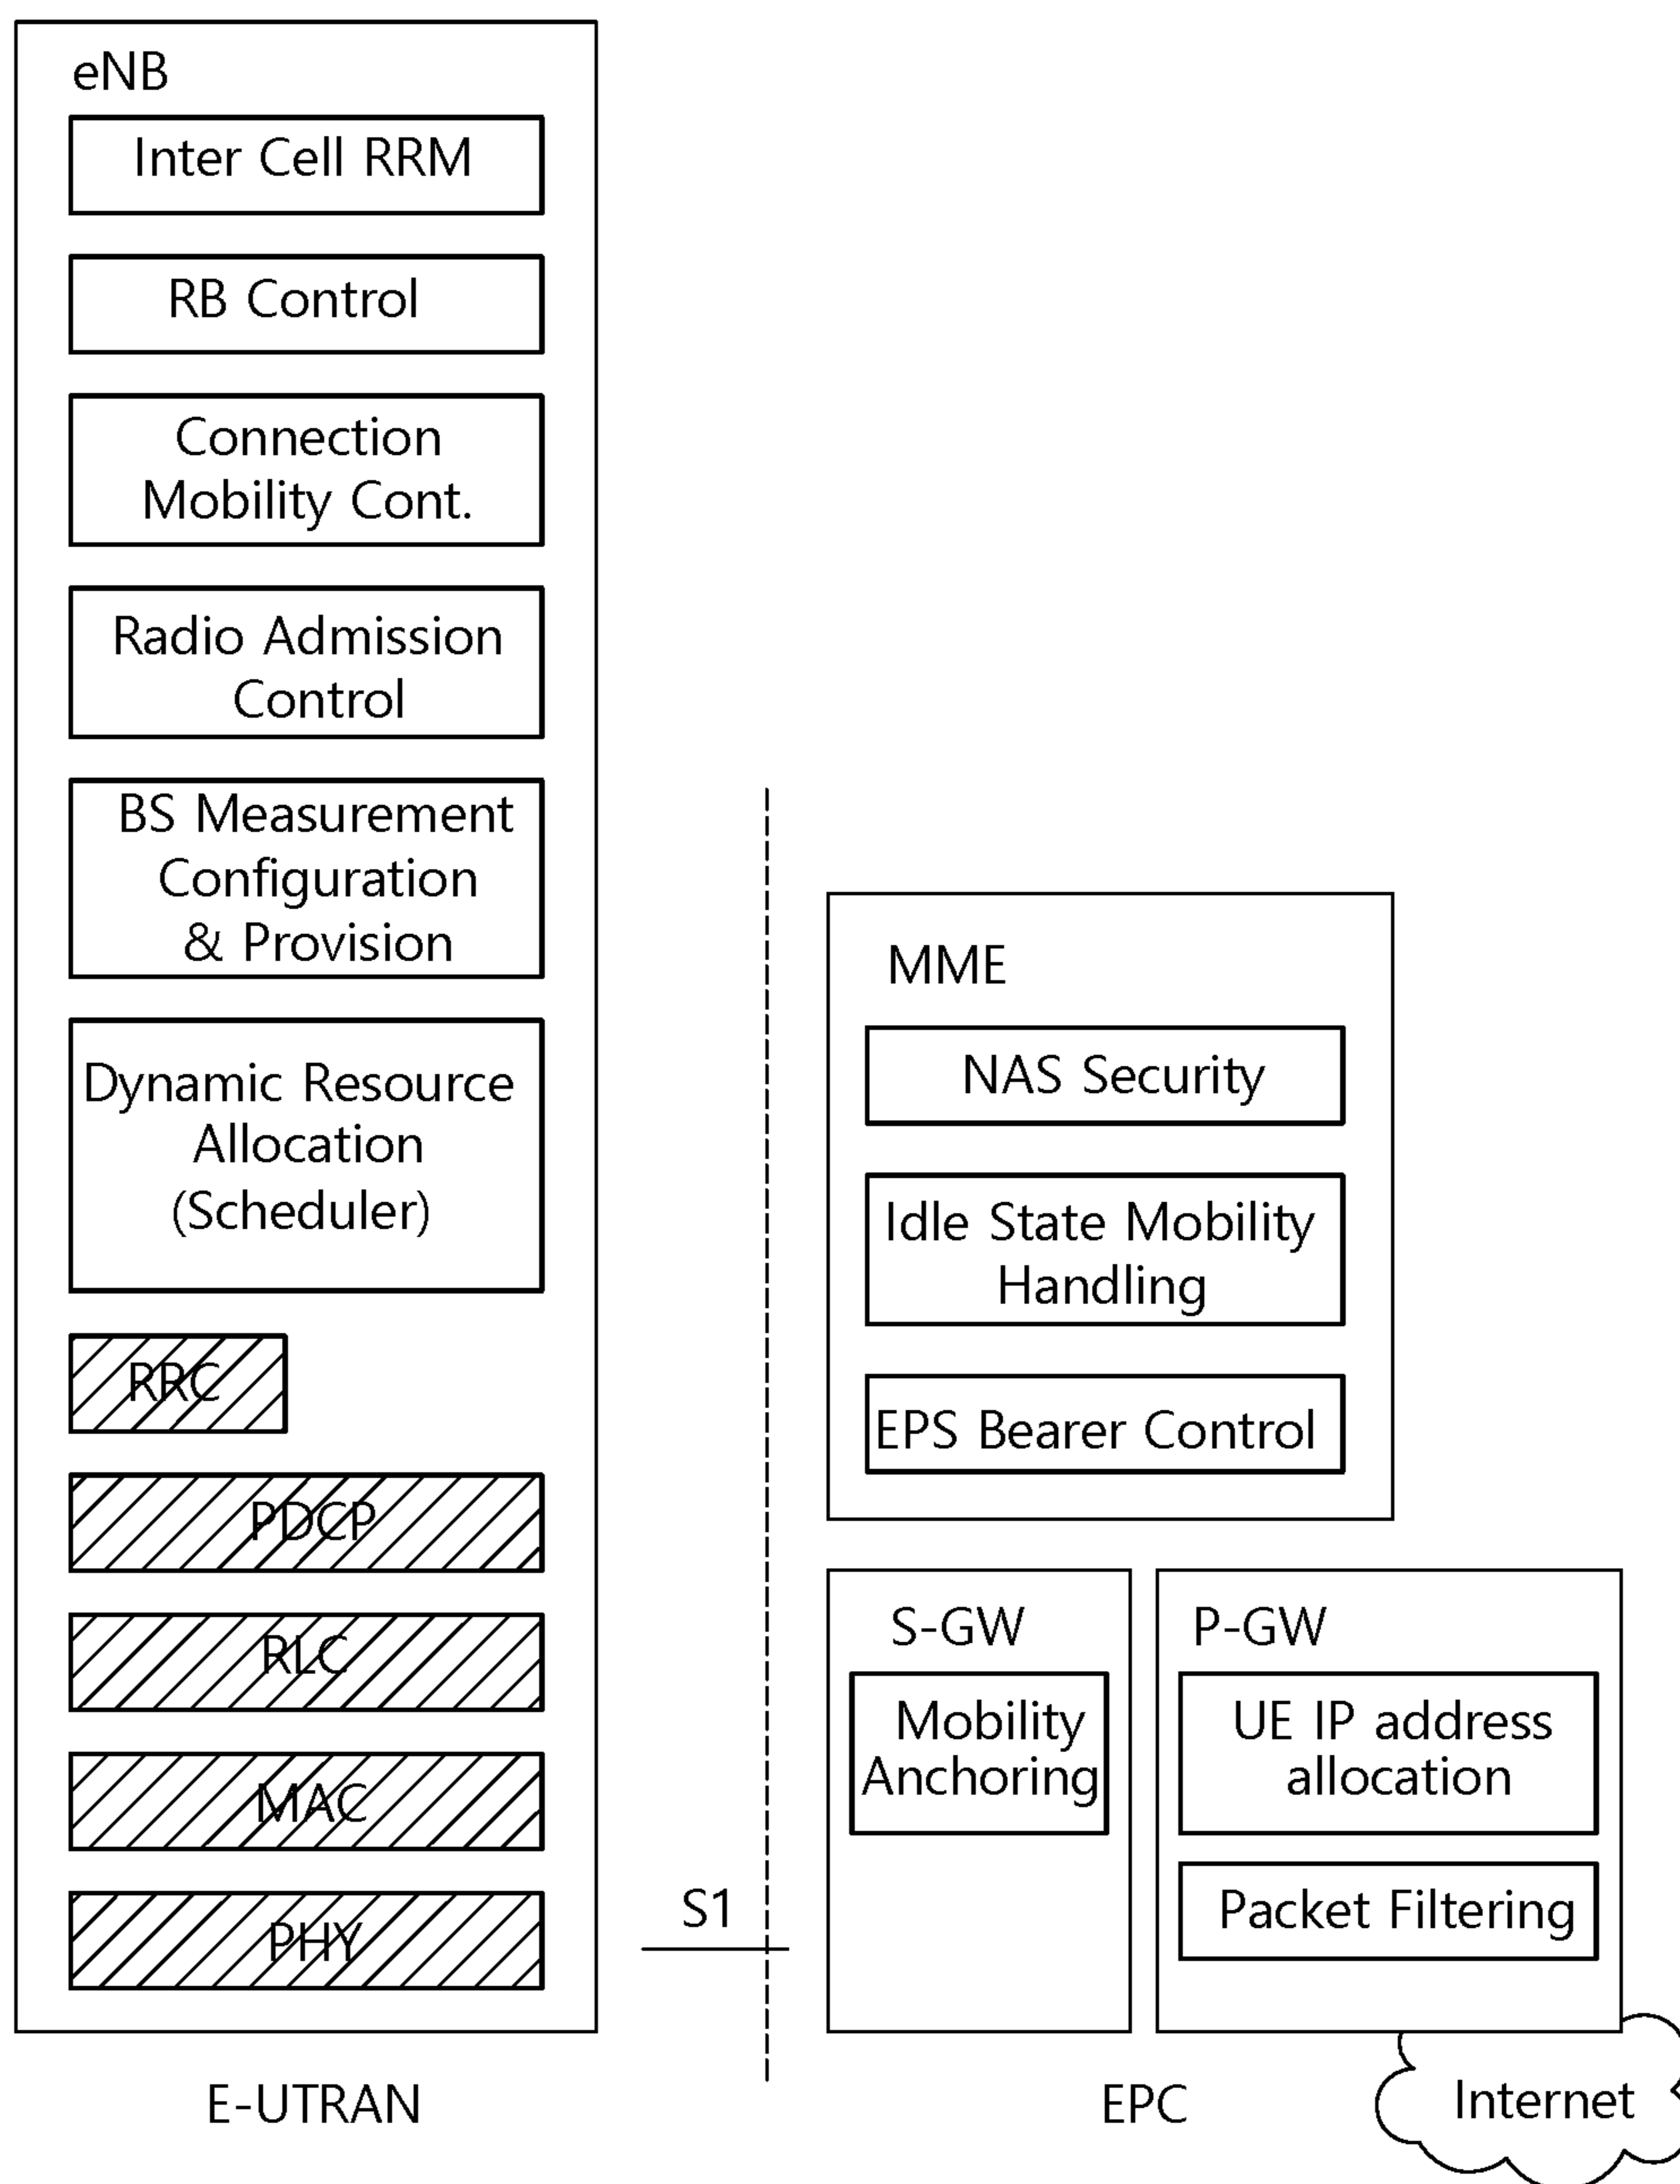 eNB
Inter Cell RRM
RB Control
Connection
Mobility Cont.
Radio Admission
Control
BS Measurement
Configuration
& Provision
Dynamic Resource
Allocation
(Scheduler)
RRC
PDCP
RLC
MAC
PHY
S1
MME
NAS Security
Idle State Mobility
Handling
EPS Bearer Control
S-GW
Mobility
Anchoring
P-GW
UE IP address
allocation
Packet Filtering
E-UTRAN
EPC
Internet